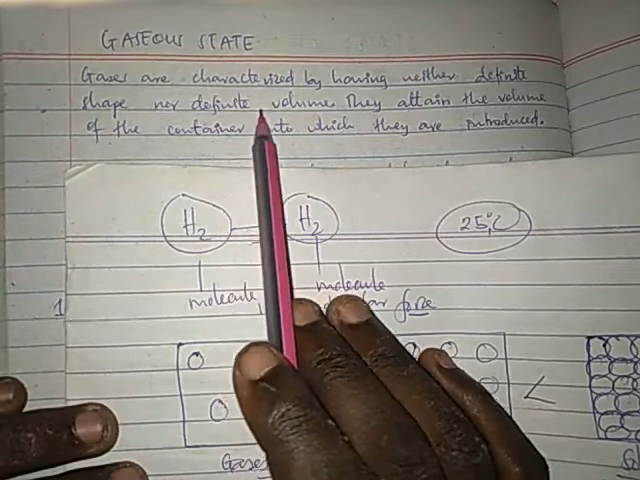 GASEOUS STATE
Gases are characterized by having neither definite
shape nor definite volume. They attain the volume
of the container into which they are introduced.
H2 H2 25°C
molecule molecule
1 force
<
Gases